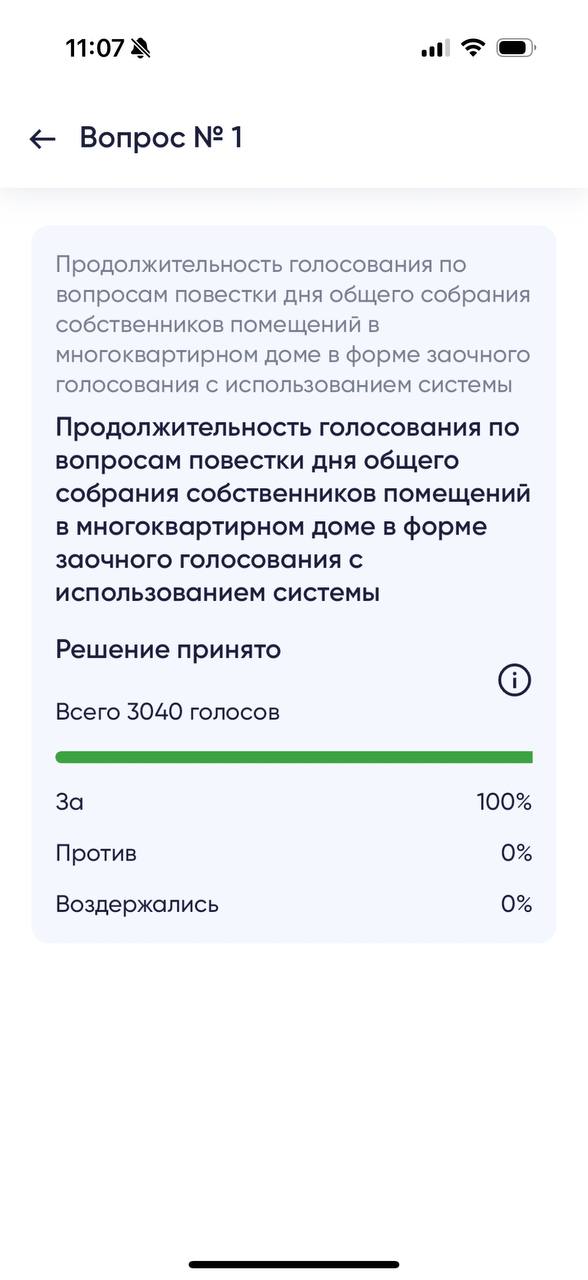 11:07
Вопрос № 1
Продолжительность голосования по
вопросам повестки дня общего собрания
собственников помещений в
многоквартирном доме в форме заочного
голосования с использованием системы
Продолжительность голосования по
вопросам повестки дня общего
собрания собственников помещений
в многоквартирном доме в форме
заочного голосования с
использованием системы
Решение принято
Всего 3040 голосов
За 100%
Против 0%
Воздержались 0%